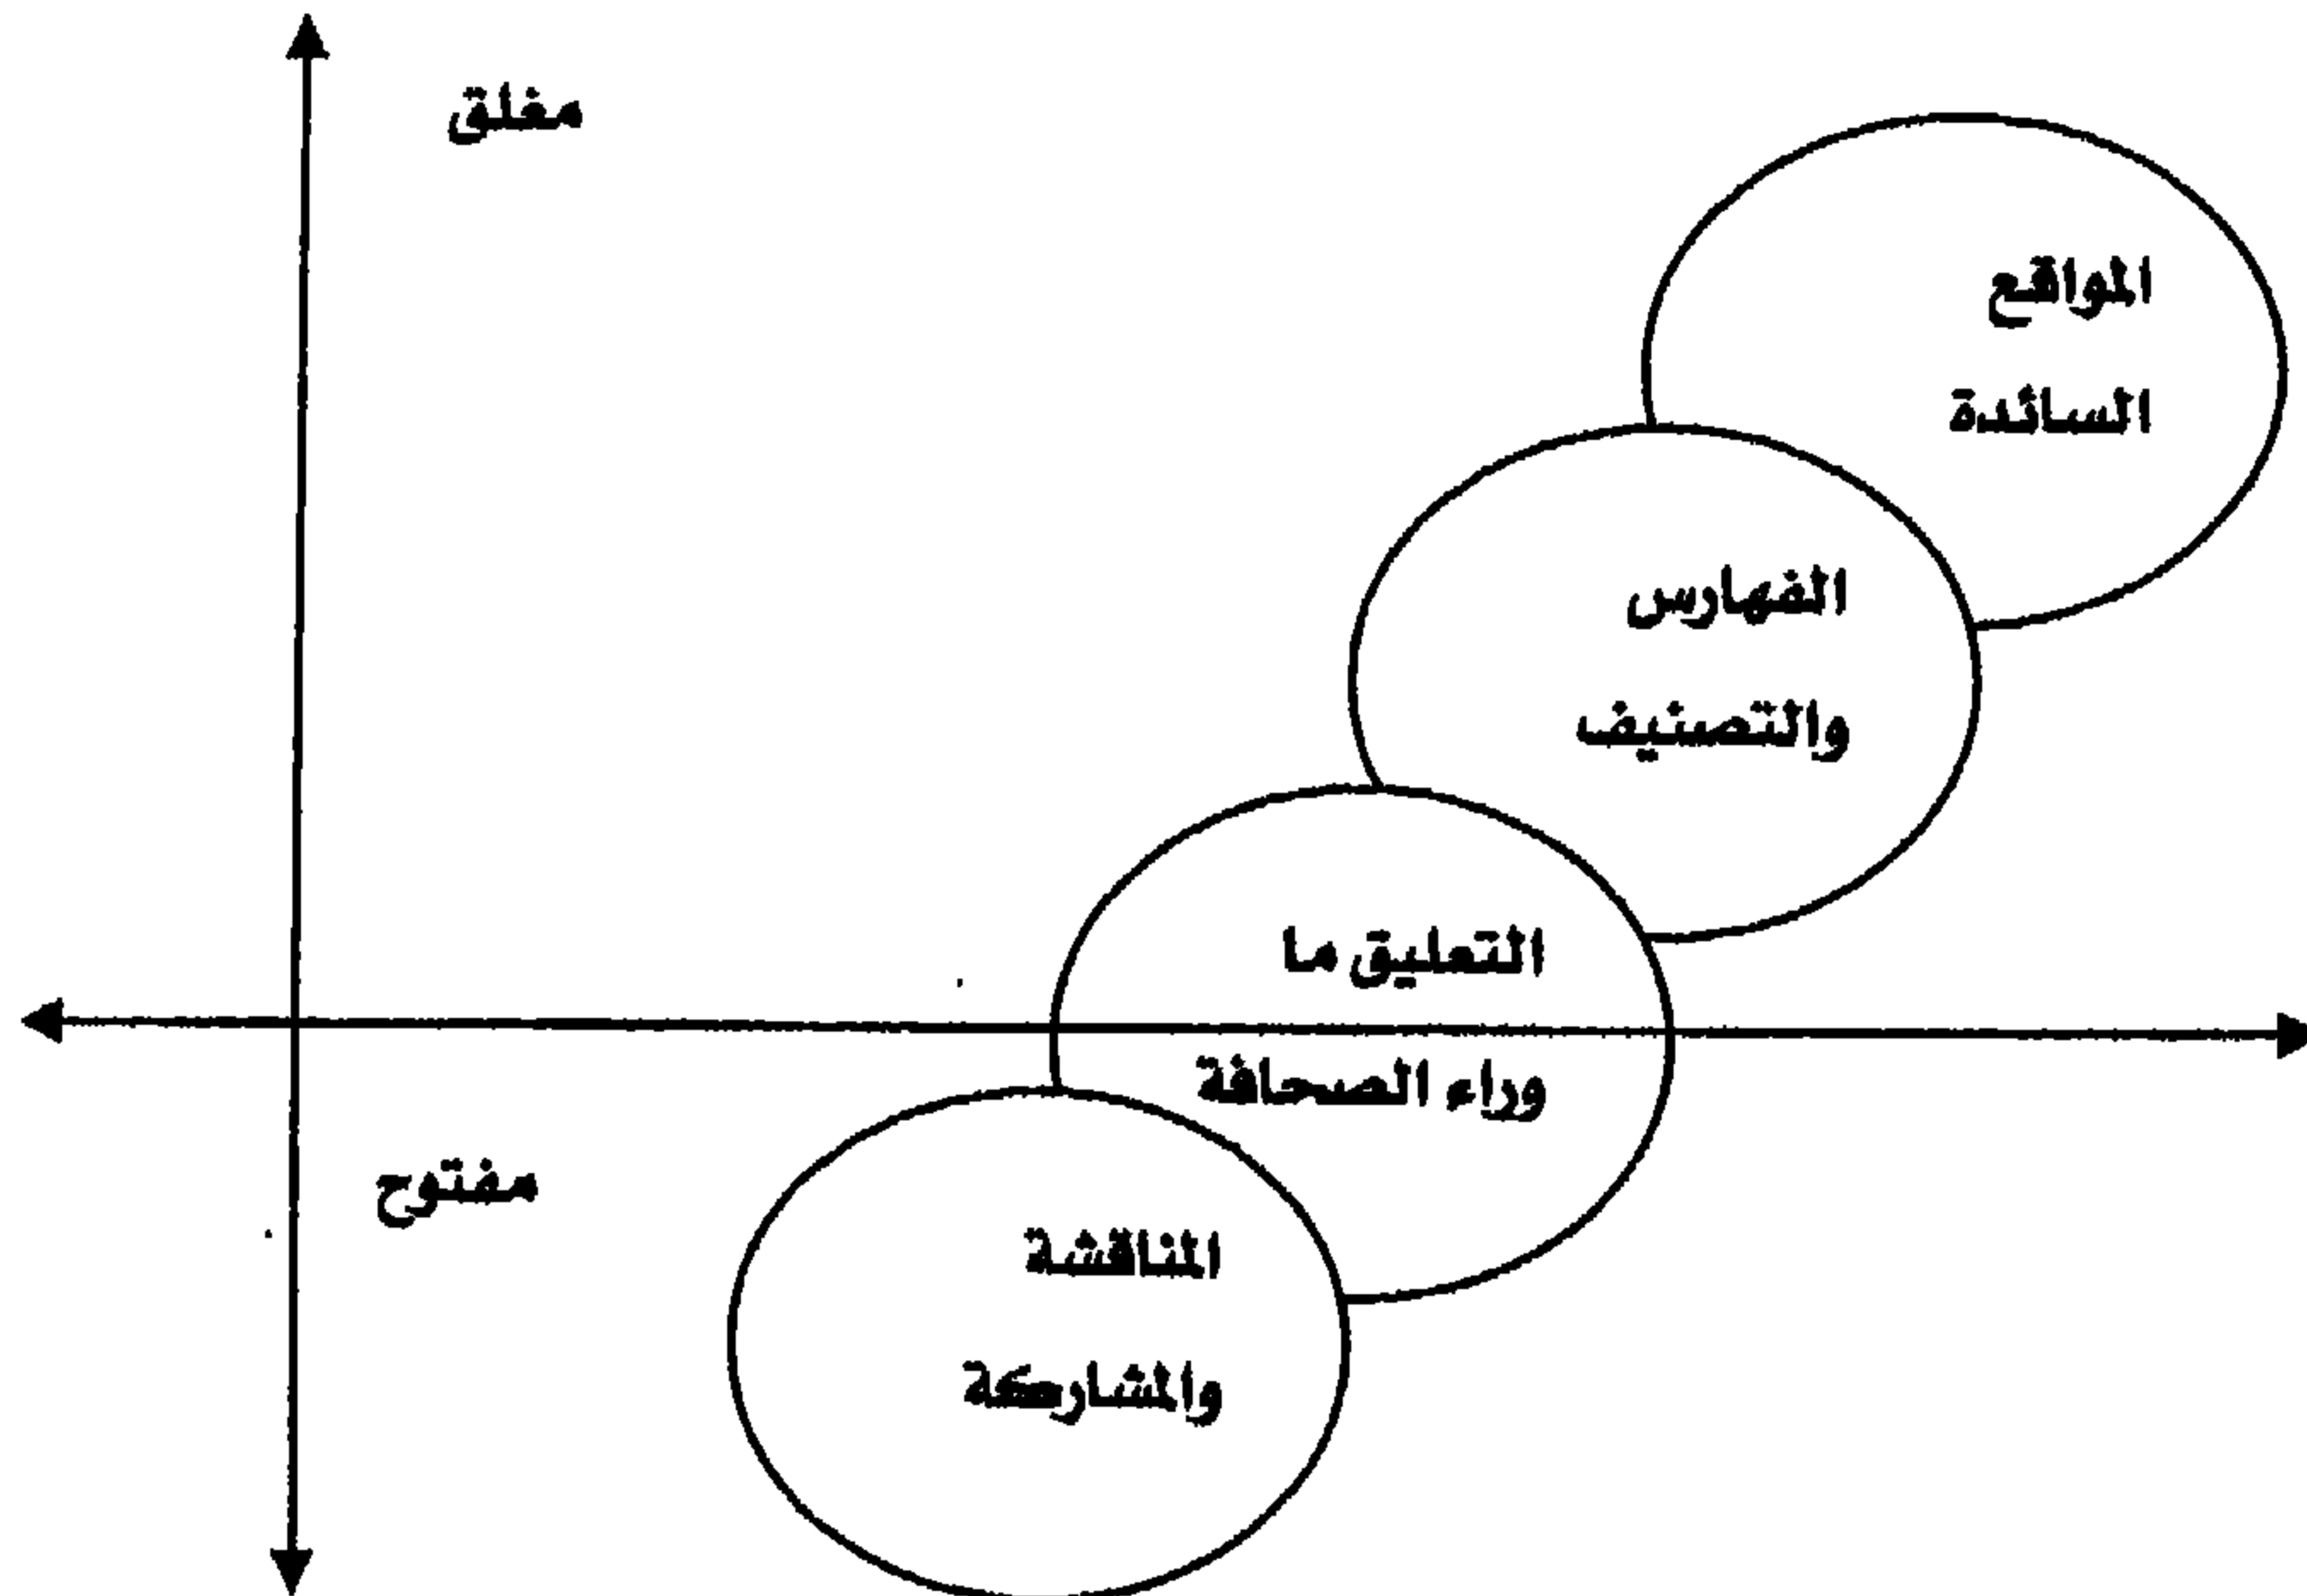 مغلق
المواقع
السائدة
الفهارس
والتصنيف
التعليق ما
وراء الصحافة
مفتوح
المناقشة
والمشاركة